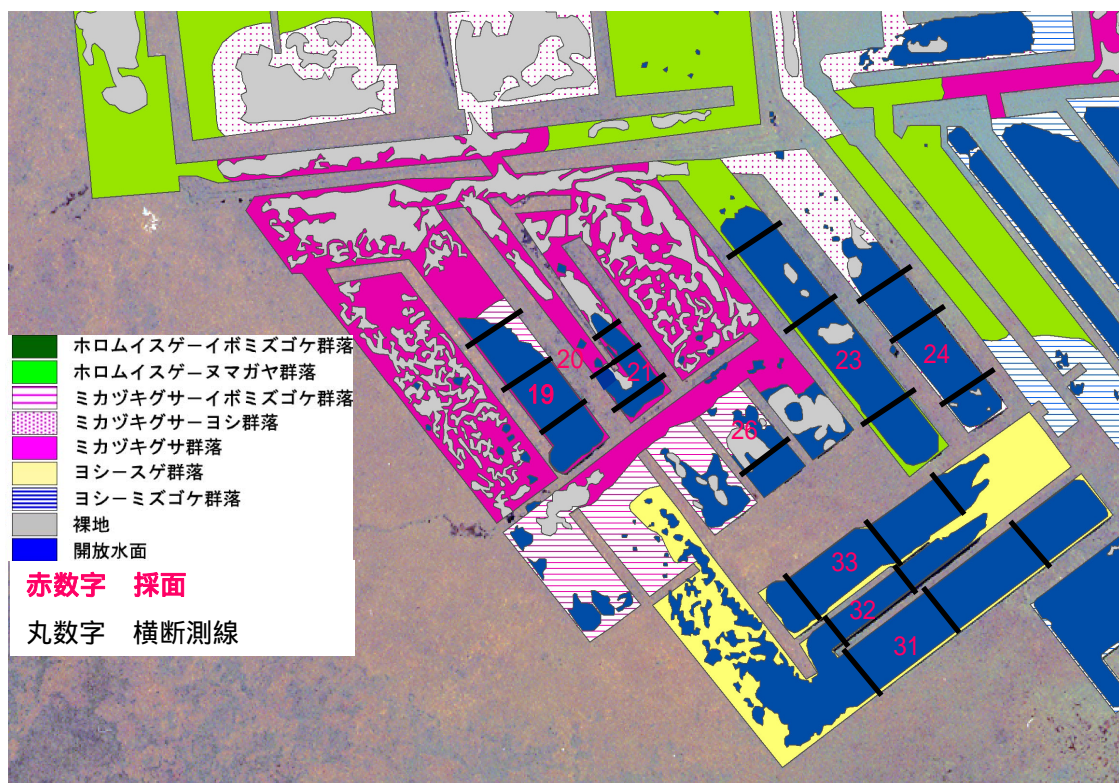 20
19
21
23
24
26
33
32
31
ホロムイスゲーイボミズゴケ群落
ホロムイスゲーヌマガヤ群落
ミカヅキグサーイボミズゴケ群落
ミカヅキグサーヨシ群落
ミカヅキグサ群落
ヨシースゲ群落
ヨシーミズゴケ群落
裸地
開放水面
赤数字 採面
丸数字 横断測線